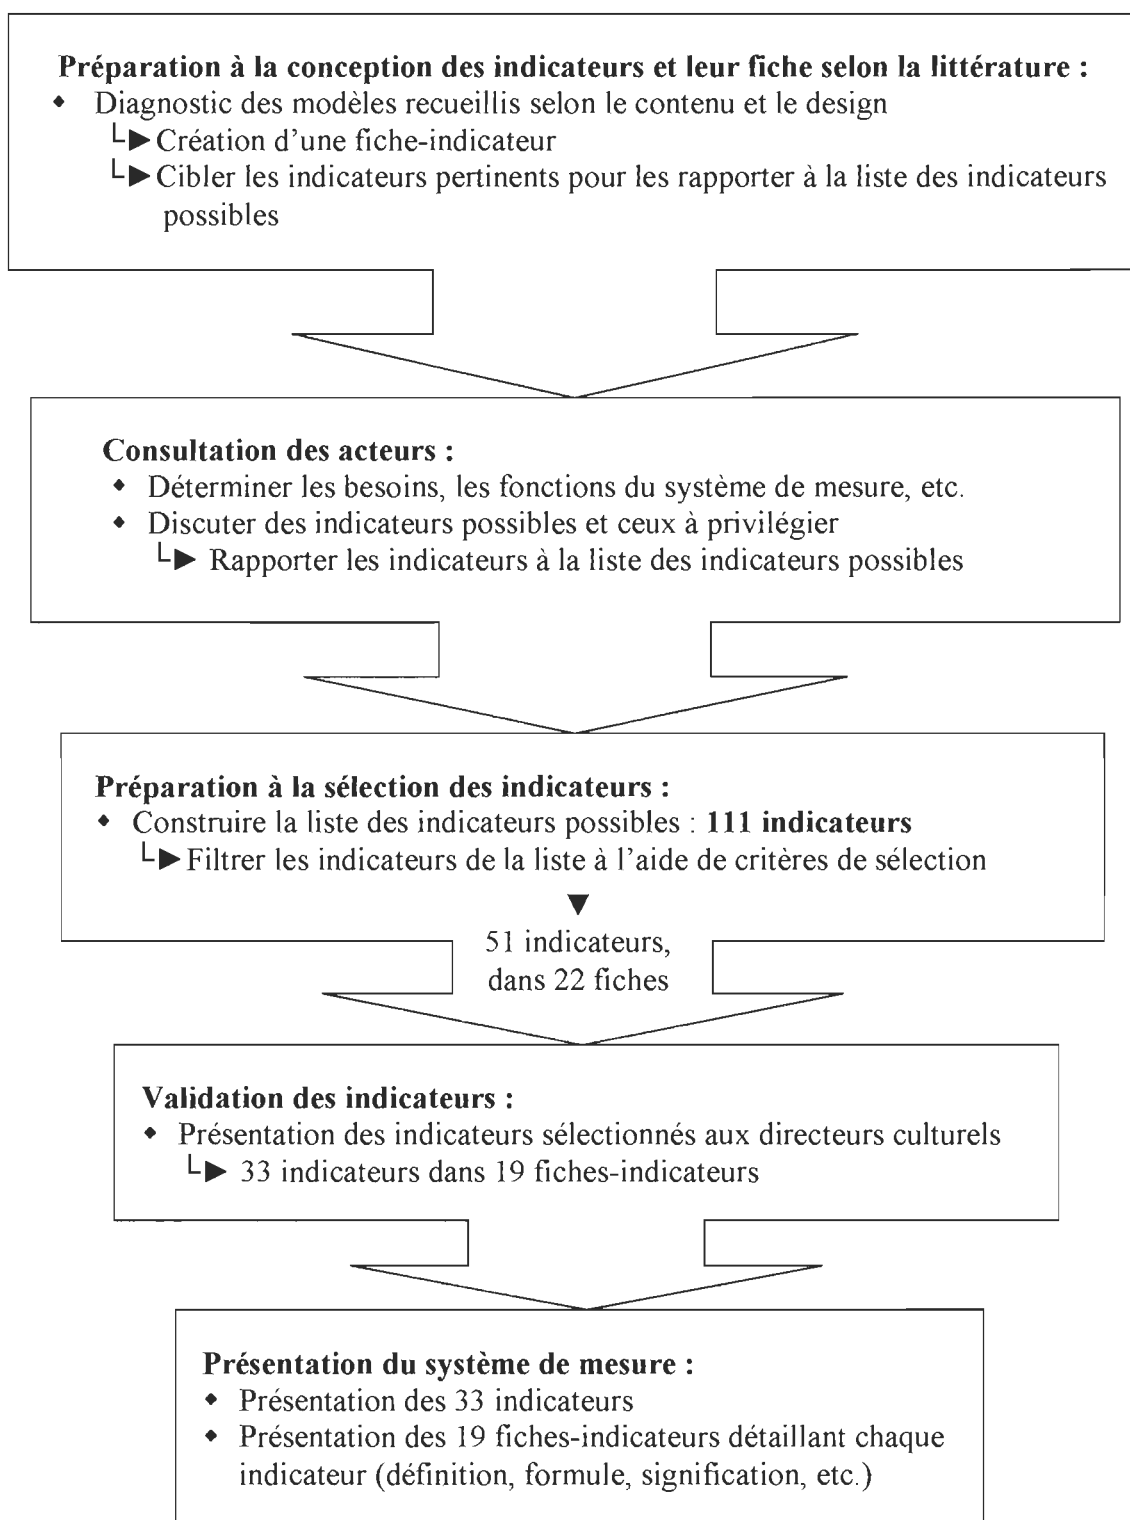 Préparation à la conception des indicateurs et leur fiche selon la littérature :
◆ Diagnostic des modèles recueillis selon le contenu et le design
└► Création d’une fiche-indicateur
└► Cibler les indicateurs pertinents pour les rapporter à la liste des indicateurs
possibles
Consultation des acteurs :
◆ Déterminer les besoins, les fonctions du système de mesure, etc.
◆ Discuter des indicateurs possibles et ceux à privilégier
└► Rapporter les indicateurs à la liste des indicateurs possibles
Préparation à la sélection des indicateurs :
◆ Construire la liste des indicateurs possibles : 111 indicateurs
└► Filtrer les indicateurs de la liste à l’aide de critères de sélection
▼
51 indicateurs,
dans 22 fiches
Validation des indicateurs :
◆ Présentation des indicateurs sélectionnés aux directeurs culturels
└► 33 indicateurs dans 19 fiches-indicateurs
Présentation du système de mesure :
◆ Présentation des 33 indicateurs
◆ Présentation des 19 fiches-indicateurs détaillant chaque
indicateur (définition, formule, signification, etc.)